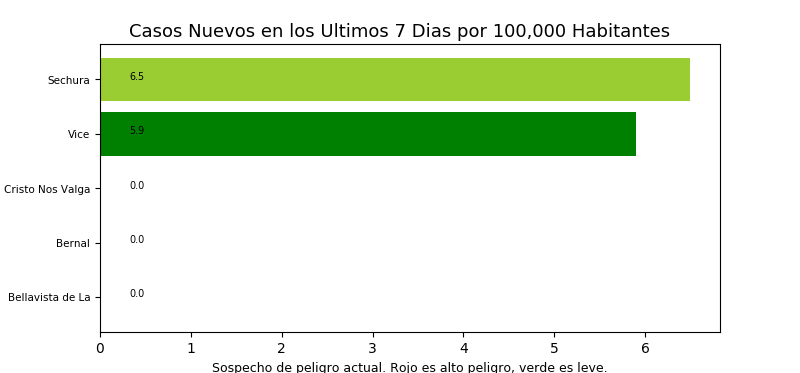 Casos Nuevos en los Ultimos 7 Dias por 100,000 Habitantes
Sechura 6.5
Vice 5.9
Cristo Nos Valga 0.0
Bernal 0.0
Bellavista de La 0.0
0 1 2 3 4 5 6
Sospecho de peligro actual. Rojo es alto peligro, verde es leve.